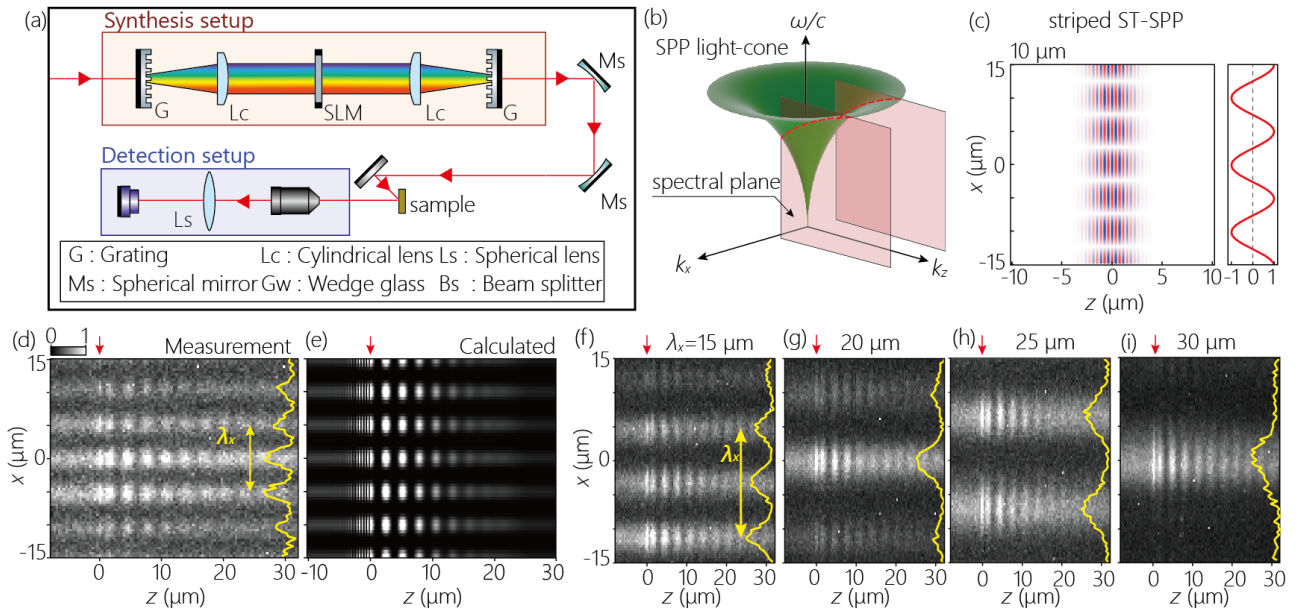 (a)
Synthesis setup
G
Lc
SLM
Lc
G
Ms
Detection setup
Ls
sample
Ms
G : Grating Lc : Cylindrical lens Ls : Spherical lens
Ms : Spherical mirror Gw : Wedge glass Bs : Beam splitter
(b)
ω/c
SPP light-cone
spectral plane
kₓ
k_z
(c)
striped ST-SPP
10 μm
15
0
-15
x (μm)
-10 -5 0 5 10
z (μm)
-1 0 1
(d)
0 1
Measurement
λₓ
15
0
-15
x (μm)
0 10 20 30
z (μm)
(e)
Calculated
-10 0 10 20 30
z (μm)
(f)
λₓ=15 μm
λₓ
15
0
-15
x (μm)
0 10 20 30
z (μm)
(g)
20 μm
0 10 20 30
z (μm)
(h)
25 μm
0 10 20 30
z (μm)
(i)
30 μm
0 10 20 30
z (μm)